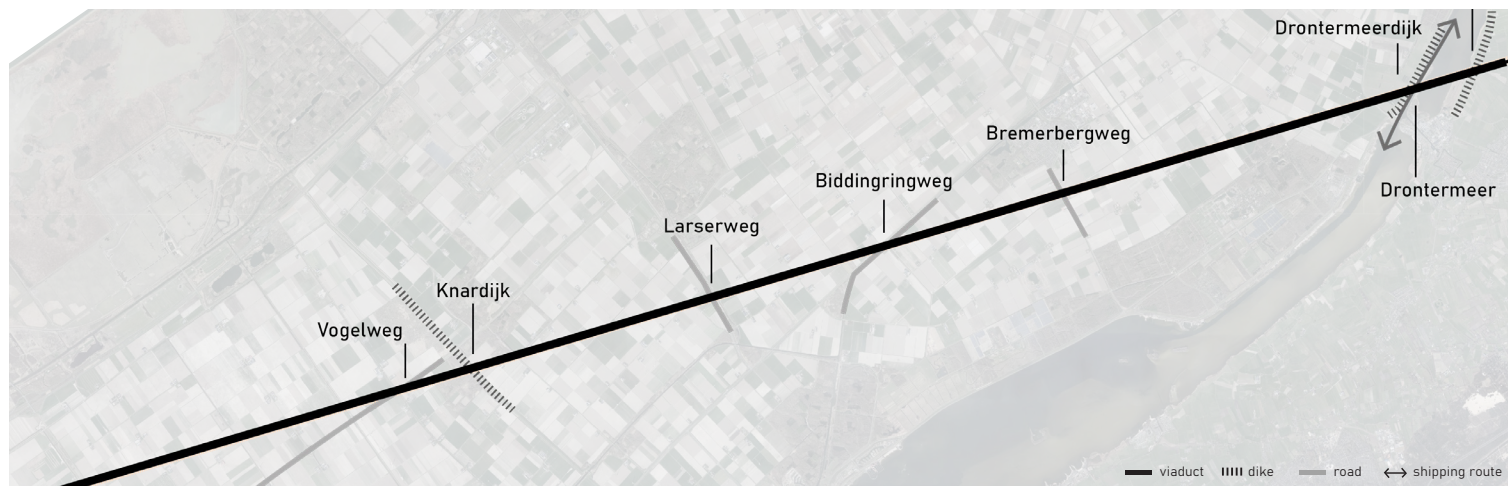 Drontermeerdijk
Bremerbergweg
Drontermeer
Biddingringweg
Larserweg
Knardijk
Vogelweg
viaduct dike road shipping route